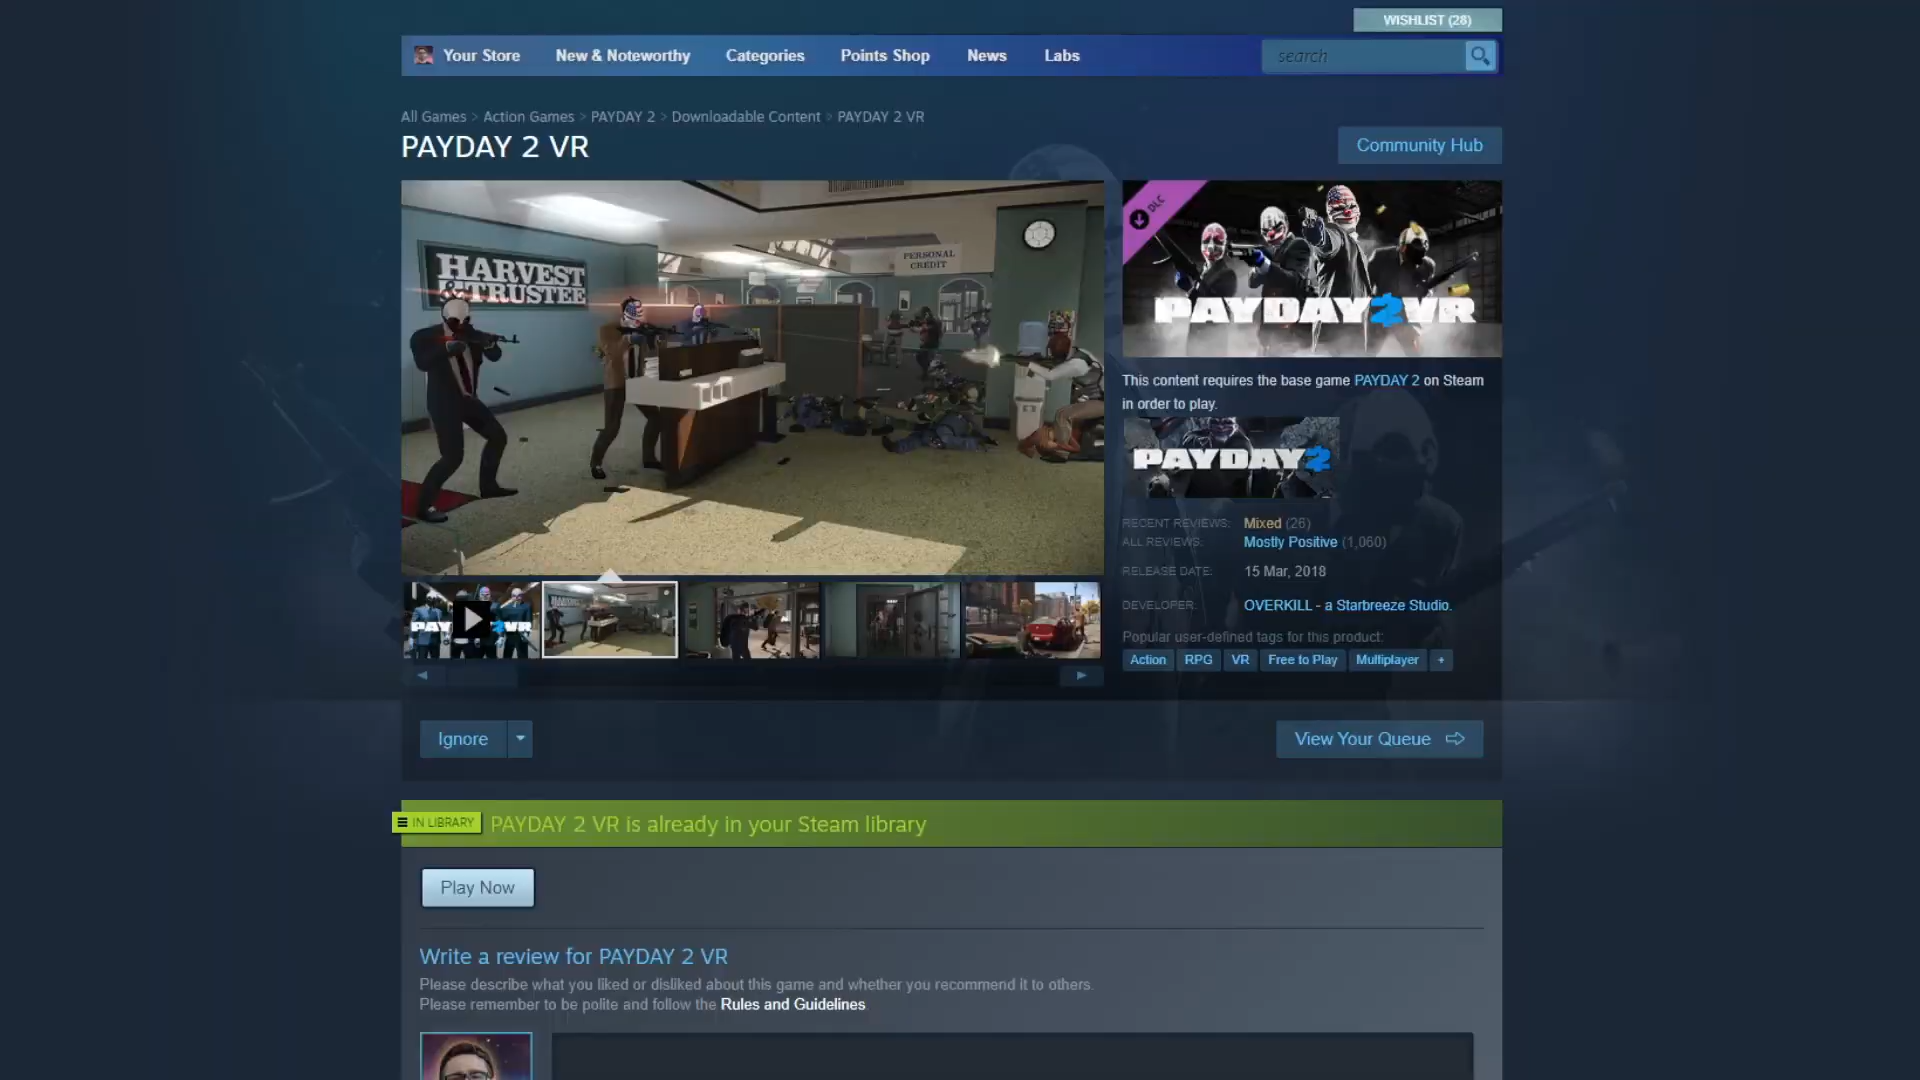 WISHLIST (28)
Your Store New & Noteworthy Categories Points Shop News Labs search
All Games > Action Games > PAYDAY 2 > Downloadable Content > PAYDAY 2 VR
PAYDAY 2 VR
Community Hub
HARVEST
& TRUSTEE
PERSONAL
CREDIT
DLC
PAYDAY 2 VR
This content requires the base game PAYDAY 2 on Steam
in order to play.
PAYDAY 2
RECENT REVIEWS: Mixed (26)
ALL REVIEWS: Mostly Positive (1,060)
RELEASE DATE: 15 Mar, 2018
DEVELOPER: OVERKILL - a Starbreeze Studio.
Popular user-defined tags for this product:
Action RPG VR Free to Play Multiplayer +
Ignore
View Your Queue
IN LIBRARY PAYDAY 2 VR is already in your Steam library
Play Now
Write a review for PAYDAY 2 VR
Please describe what you liked or disliked about this game and whether you recommend it to others.
Please remember to be polite and follow the Rules and Guidelines